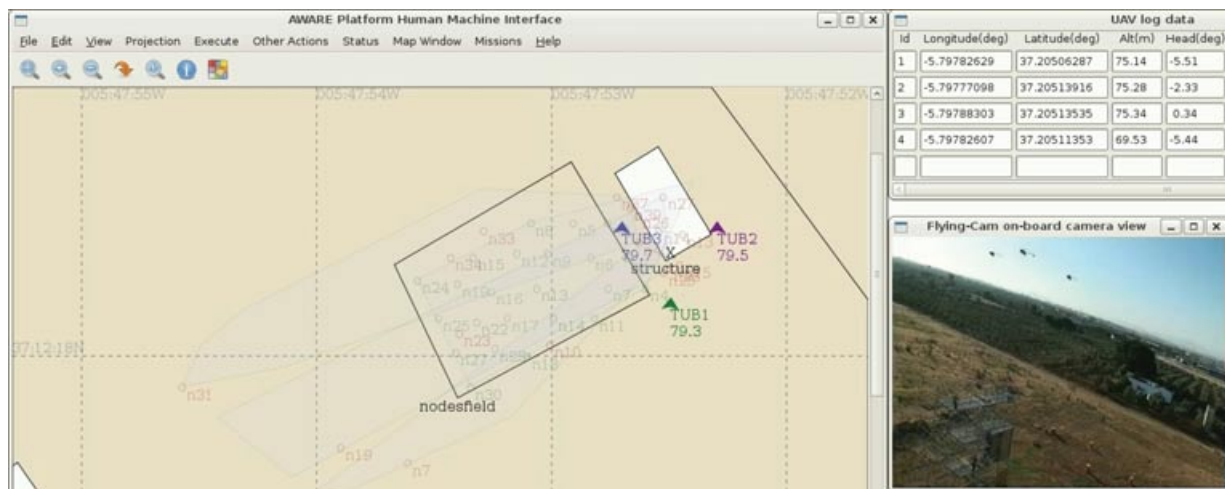 AWARE Platform Human Machine Interface
File Edit View Projection Execute Other Actions Status Map Window Missions Help
005:47:55W 005:47:54W 005:47:53W 005:47:52W
n27 n27
n33 n8 n5
TUB3 TUB2
79.7 79.5
n34 n15 n12 n9 n6
structure
n24 n16 n13 n7 n4
TUB1
79.3
n25 n22 n17 n14 n11
n23
37:12:18N
n27 n10
n18
n31 n30
nodesfield
n19
n7
UAV log data
Id Longitude(deg) Latitude(deg) Alt(m) Head(deg)
1 -5.79782629 37.20506287 75.14 -5.51
2 -5.79777098 37.20513916 75.28 -2.33
3 -5.79788303 37.20513535 75.34 0.34
4 -5.79782607 37.20511353 69.53 -5.44
Flying-Cam on-board camera view